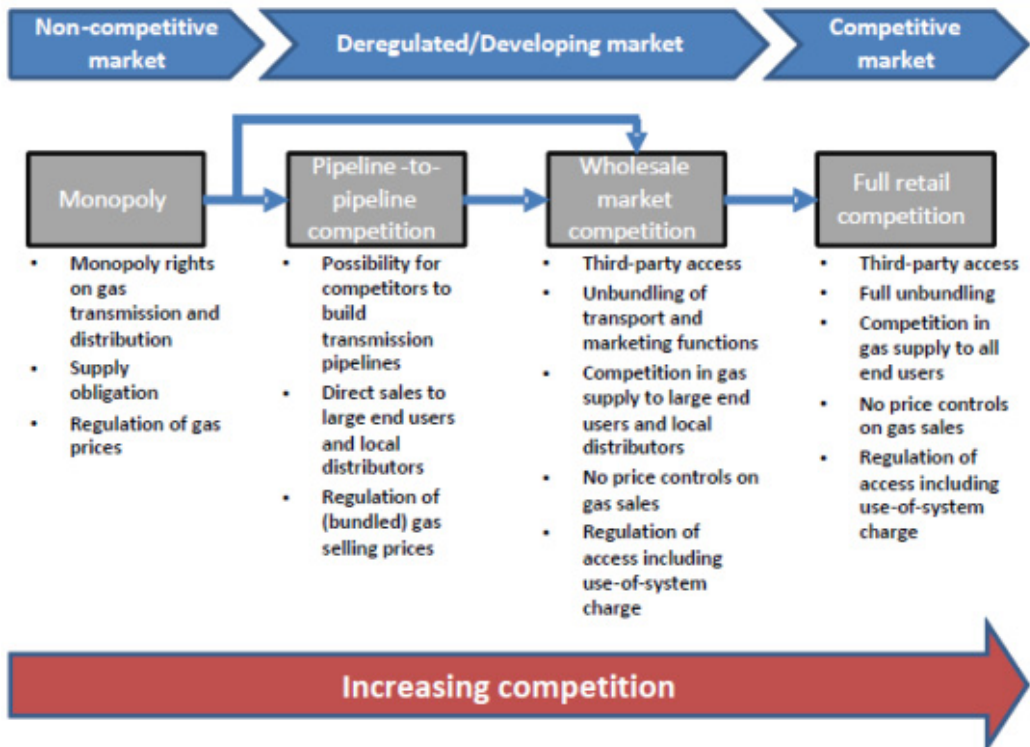 Non-competitive
market
Deregulated/Developing market
Competitive
market
Monopoly
Pipeline -to-
pipeline
competition
Wholesale
market
competition
Full retail
competition
• Monopoly rights
on gas
transmission and
distribution
• Supply
obligation
• Regulation of gas
prices
• Possibility for
competitors to
build
transmission
pipelines
• Direct sales to
large end users
and local
distributors
• Regulation of
(bundled) gas
selling prices
• Third-party access
• Unbundling of
transport and
marketing functions
• Competition in gas
supply to large end
users and local
distributors
• No price controls on
gas sales
• Regulation of
access including
use-of-system
charge
• Third-party access
• Full unbundling
• Competition in
gas supply to all
end users
• No price controls
on gas sales
• Regulation of
access including
use-of-system
charge
Increasing competition